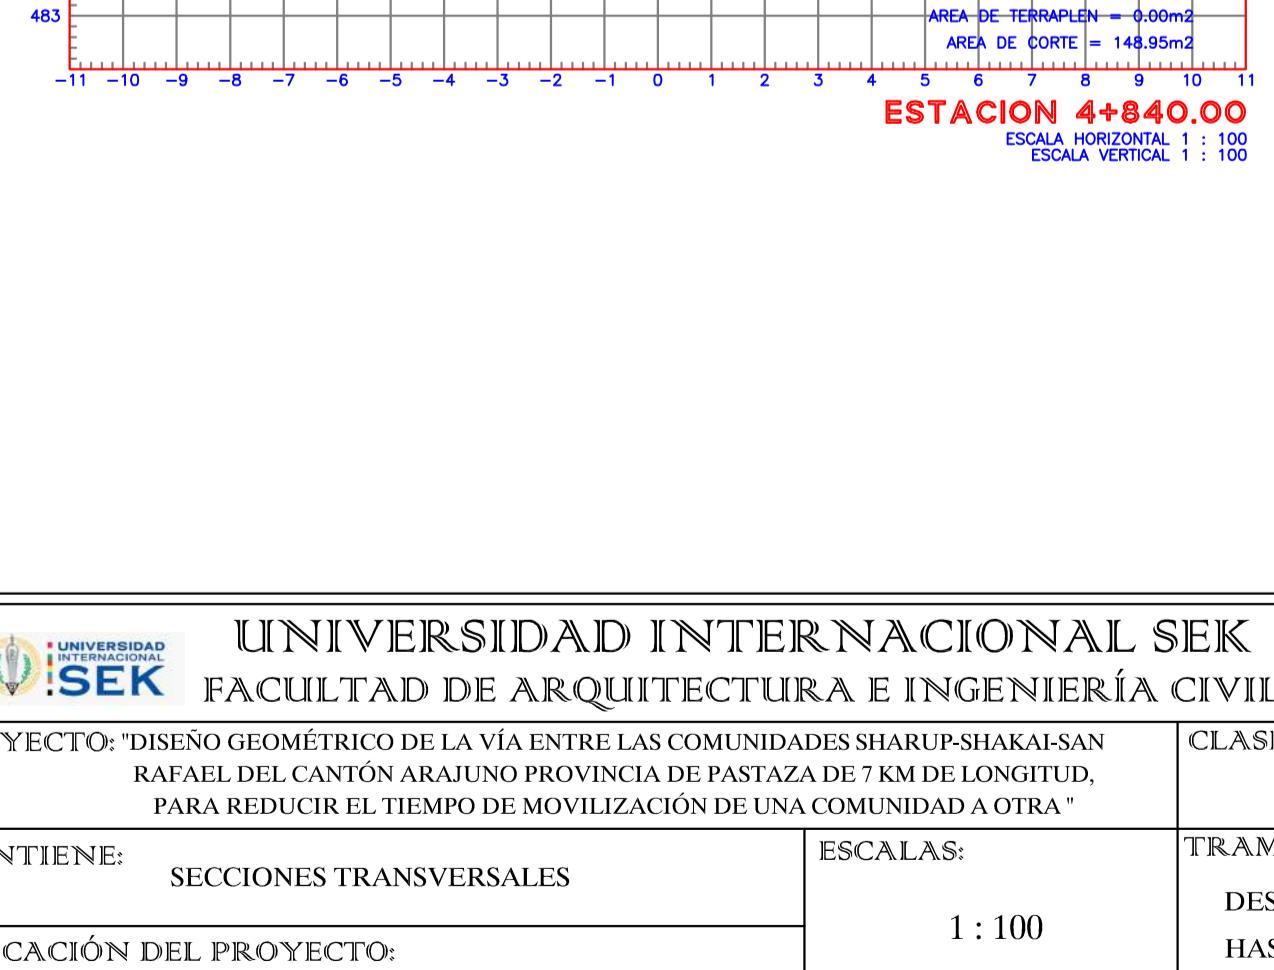 483
AREA DE TERRAPLEN = 0.00m2
AREA DE CORTE = 148.95m2
-11 -10 -9 -8 -7 -6 -5 -4 -3 -2 -1 0 1 2 3 4 5 6 7 8 9 10 11
ESTACION 4+840.00
ESCALA HORIZONTAL 1 : 100
ESCALA VERTICAL 1 : 100
UNIVERSIDAD INTERNACIONAL SEK
UNIVERSIDAD
INTERNACIONAL
SEK
FACULTAD DE ARQUITECTURA E INGENIERÍA CIVIL
YECTO: "DISEÑO GEOMÉTRICO DE LA VÍA ENTRE LAS COMUNIDADES SHARUP-SHAKAI-SAN
RAFAEL DEL CANTÓN ARAJUNO PROVINCIA DE PASTAZA DE 7 KM DE LONGITUD,
PARA REDUCIR EL TIEMPO DE MOVILIZACIÓN DE UNA COMUNIDAD A OTRA "
CLAS
NTIENE:
SECCIONES TRANSVERSALES
ESCALAS:
1 : 100
TRAM
DES
HAS
CACIÓN DEL PROYECTO: